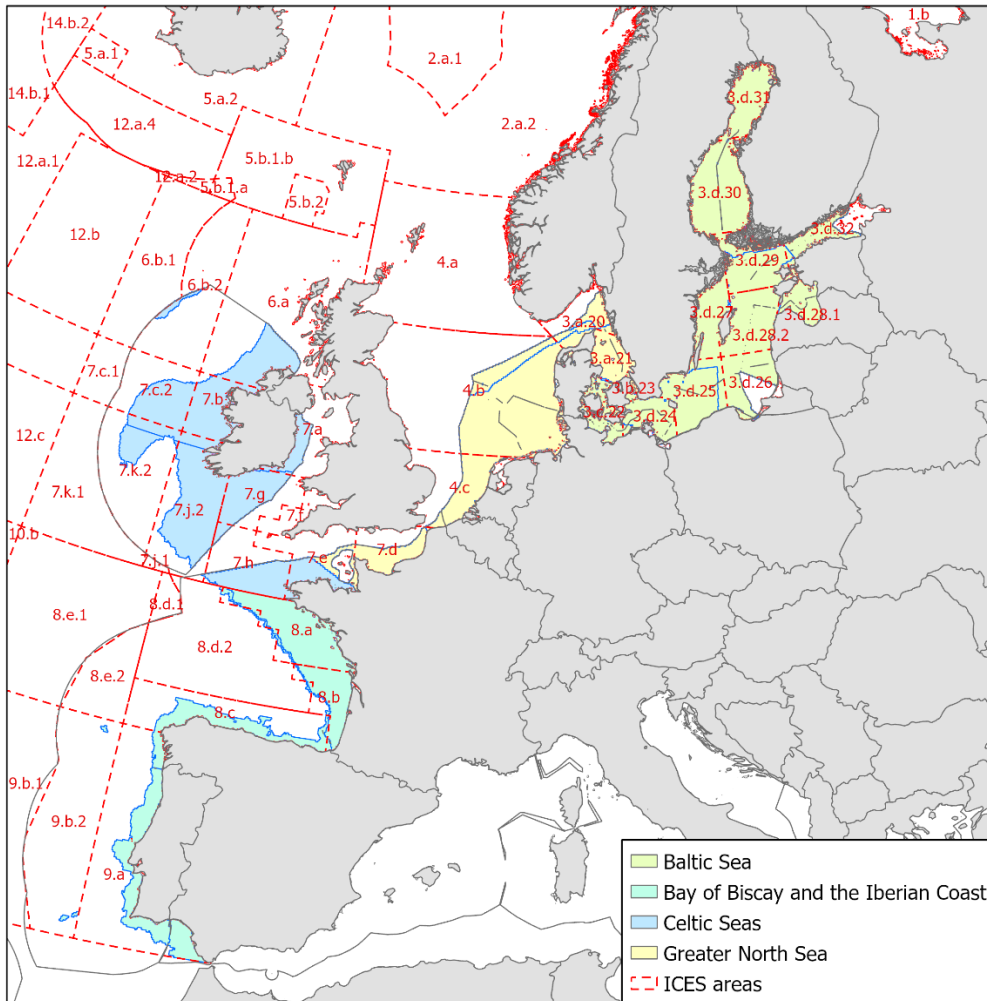 14.b.2
1.b
5.a.1
2.a.1
14.b.1
5.a.2
3.d.31
12.a.4
2.a.2
12.a.1
5.b.1.b
12.a.2
5.b.1.a
5.b.2
3.d.30
12.b
3.d.32
6.b.1
4.a
3.d.29
6.b.2
6.a
3.a.20
3.d.27
3.d.28.1
3.d.28.2
7.c.1
3.a.21
7.c.2
7.b
4.b
3.b.23
3.d.25
3.d.26
12.c
7.a
3.c.22
3.d.24
7.k.2
7.k.1
7.g
4.c
7.j.2
7.f
10.b
7.j.1
7.h
7.e
7.d
8.e.1
8.d.1
8.a
8.d.2
8.e.2
8.b
8.c
9.b.1
9.b.2
9.a
Baltic Sea
Bay of Biscay and the Iberian Coast
Celtic Seas
Greater North Sea
ICES areas